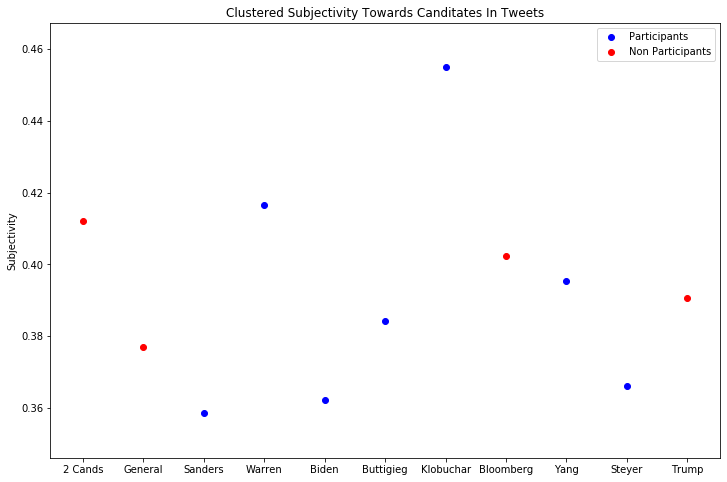 Clustered Subjectivity Towards Canditates In Tweets
Participants
Non Participants
Subjectivity
0.46
0.44
0.42
0.40
0.38
0.36
2 Cands General Sanders Warren Biden Buttigieg Klobuchar Bloomberg Yang Steyer Trump